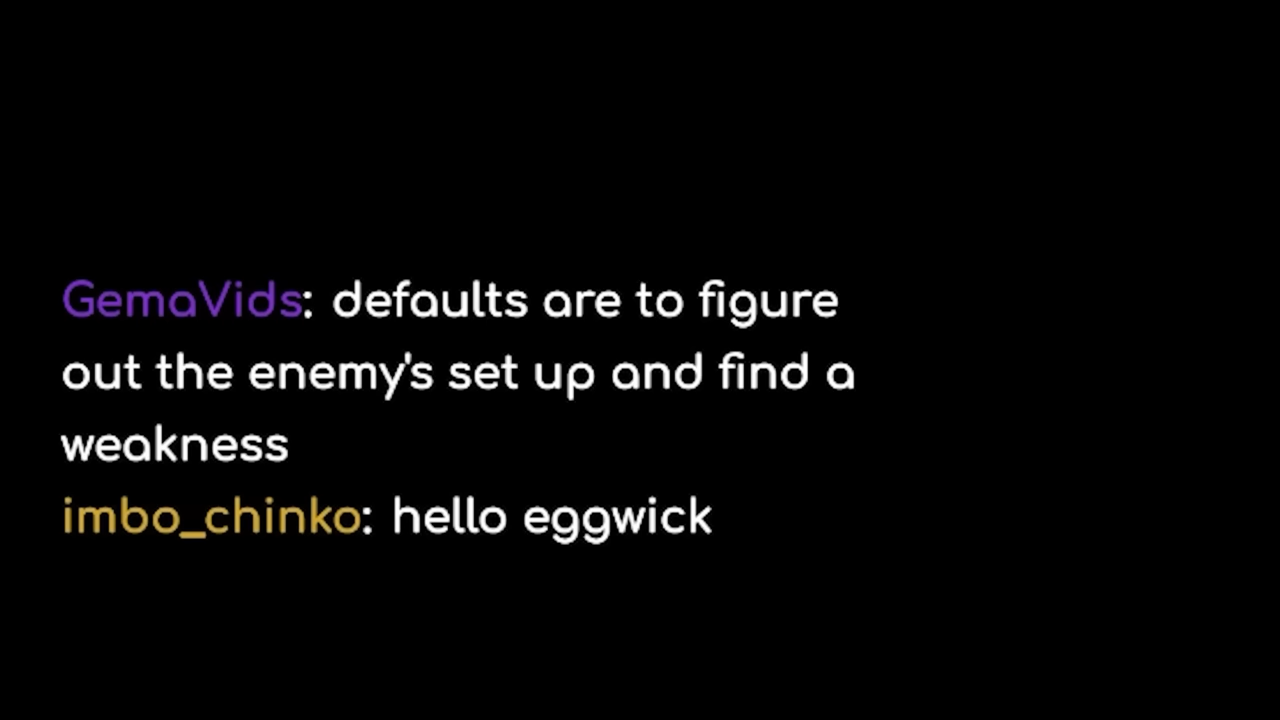 GemaVids: defaults are to figure
out the enemy's set up and find a
weakness
imbo_chinko: hello eggwick